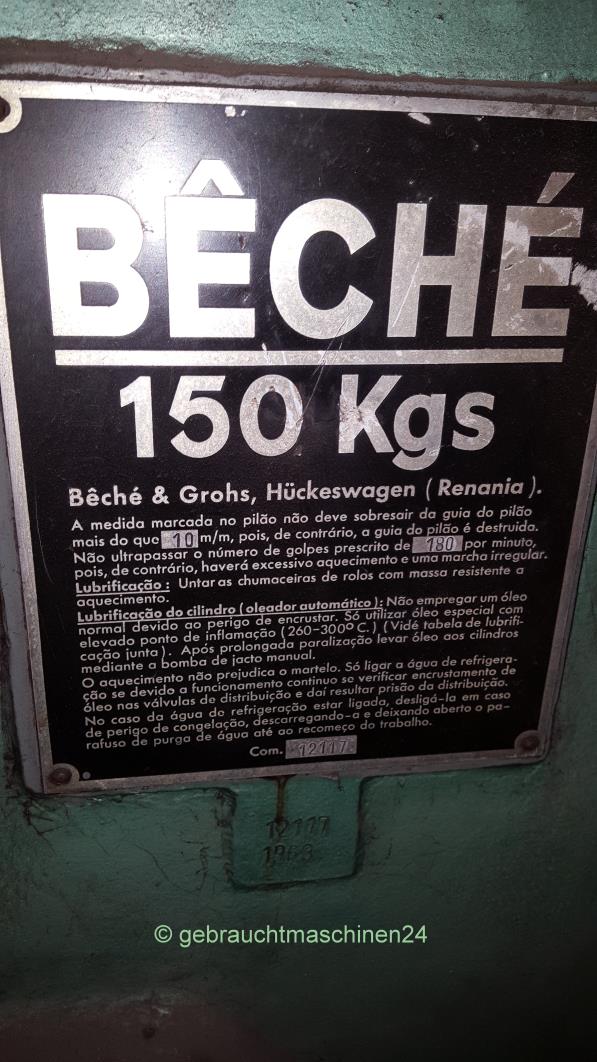 BÊCHÉ
150 Kgs
Bêché & Grohs, Hückeswagen (Renania).
A medida marcada no pilão não deve sobresair da guia do pilão
mais do que 10 m/m, pois, de contrário, a guia do pilão é destruida.
Não ultrapassar o número de golpes prescrito de 180 por minuto,
pois, de contrário, haverá excessivo aquecimento e uma marcha irregular.
Lubrificação: Untar as chumaceiras de rolos com massa resistente a
aquecimento.
Lubrificação do cilindro (oleador automático): Não empregar um óleo
normal devido ao perigo de encrustar. Só utilizar óleo especial com
elevado ponto de inflamação (260-300º C.) (Vidé tabela de lubrifi-
cação junta). Após prolongada paralização levar óleo aos cilindros
mediante a bomba de jacto manual.
O aquecimento não prejudica o martelo. Só ligar a água de refrigera-
ção se devido a funcionamento continuo se verificar encrustamento de
óleo nas válvulas de distribuição e daí resultar prisão da distribuição.
No caso da água de refrigeração estar ligada, desligá-la em caso
de perigo de congelação, descarregando-a e deixando aberto o pa-
rafuso de purga de água até ao recomeço do trabalho.
Com. 12117
12117
1963
© gebrauchtmaschinen24